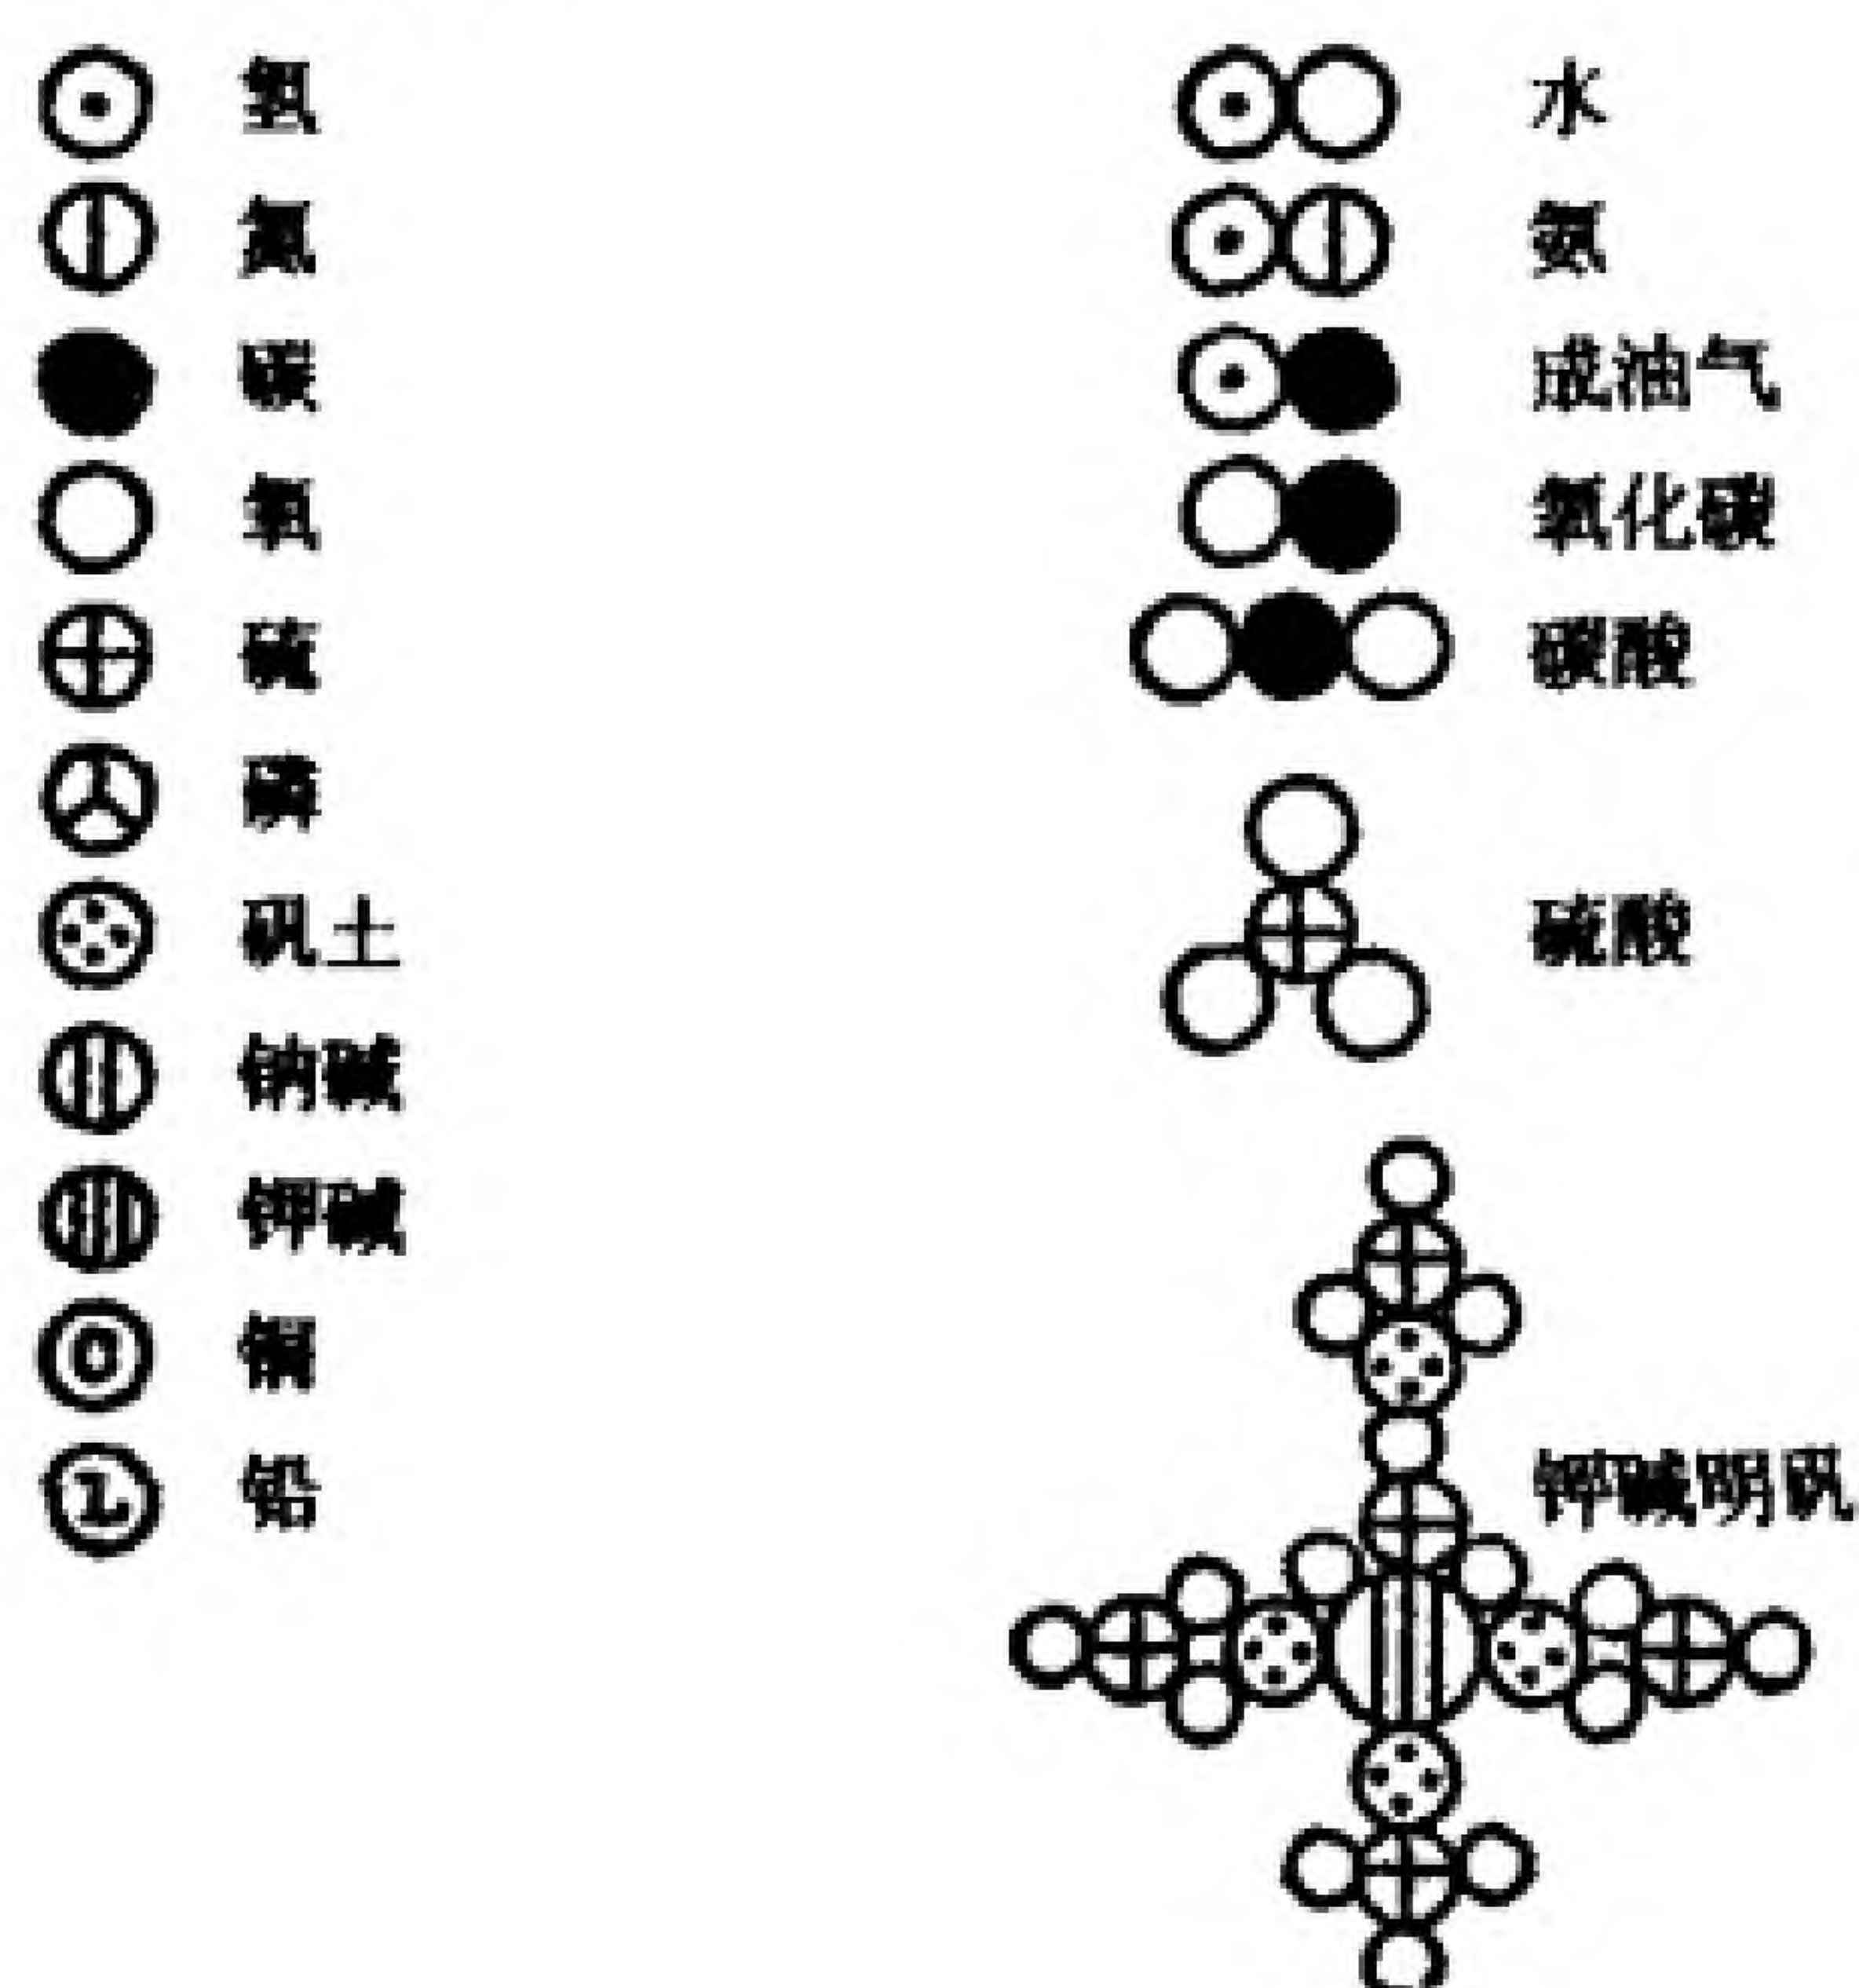 氢
氮
碳
氧
硫
磷
矾土
钠碱
钾碱
铅
水
氨
成油气
氧化碳
碳酸
硫酸
钾碱明矾